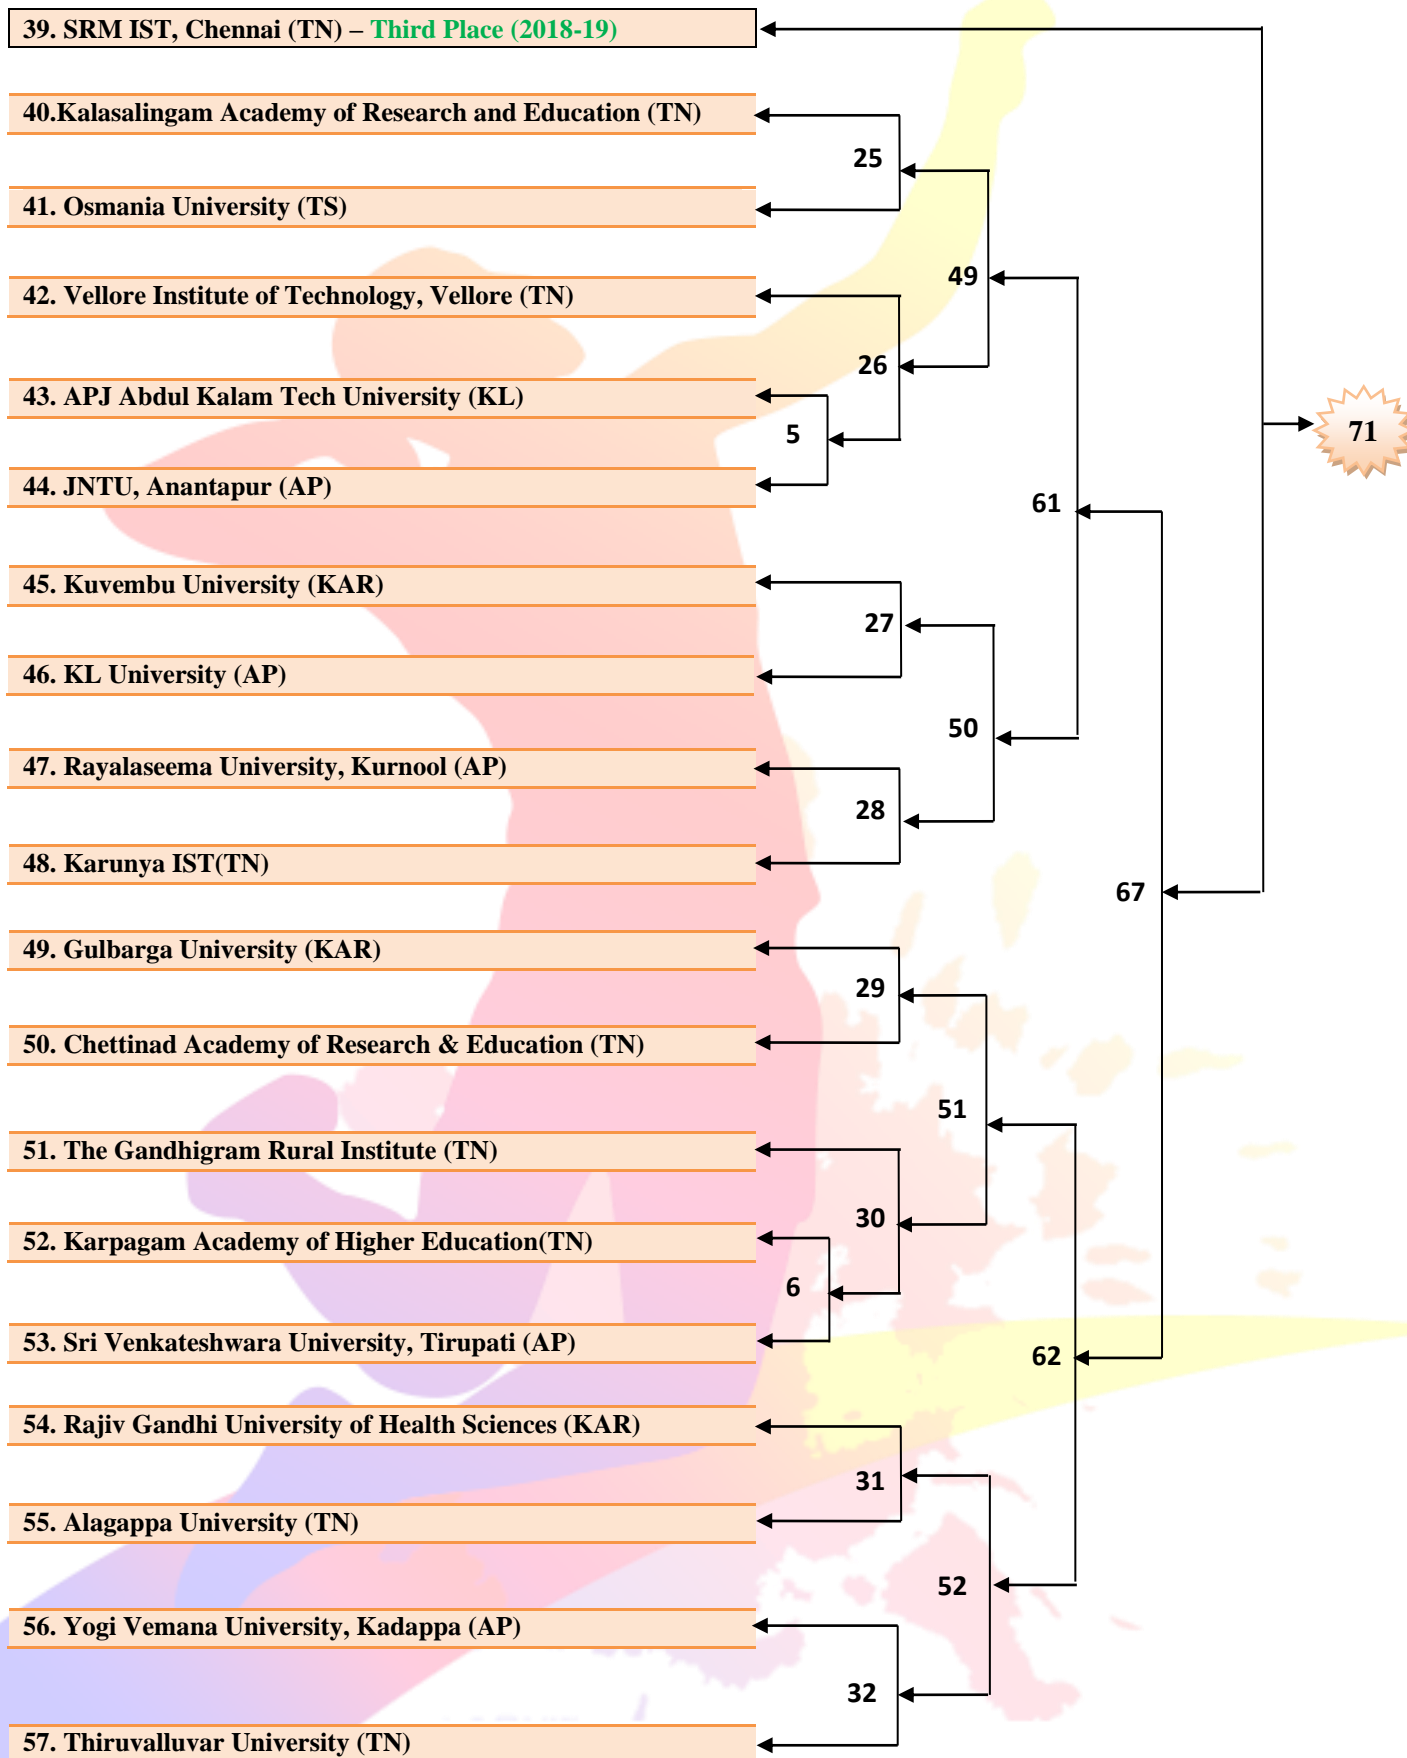 39. SRM IST, Chennai (TN) – Third Place (2018-19)
40.Kalasalingam Academy of Research and Education (TN)
25
41. Osmania University (TS)
49
42. Vellore Institute of Technology, Vellore (TN)
26
43. APJ Abdul Kalam Tech University (KL)
71
5
44. JNTU, Anantapur (AP)
61
45. Kuvembu University (KAR)
27
46. KL University (AP)
50
47. Rayalaseema University, Kurnool (AP)
28
48. Karunya IST(TN)
67
49. Gulbarga University (KAR)
29
50. Chettinad Academy of Research & Education (TN)
51
51. The Gandhigram Rural Institute (TN)
30
52. Karpagam Academy of Higher Education(TN)
6
53. Sri Venkateshwara University, Tirupati (AP)
62
54. Rajiv Gandhi University of Health Sciences (KAR)
31
55. Alagappa University (TN)
52
56. Yogi Vemana University, Kadappa (AP)
32
57. Thiruvalluvar University (TN)